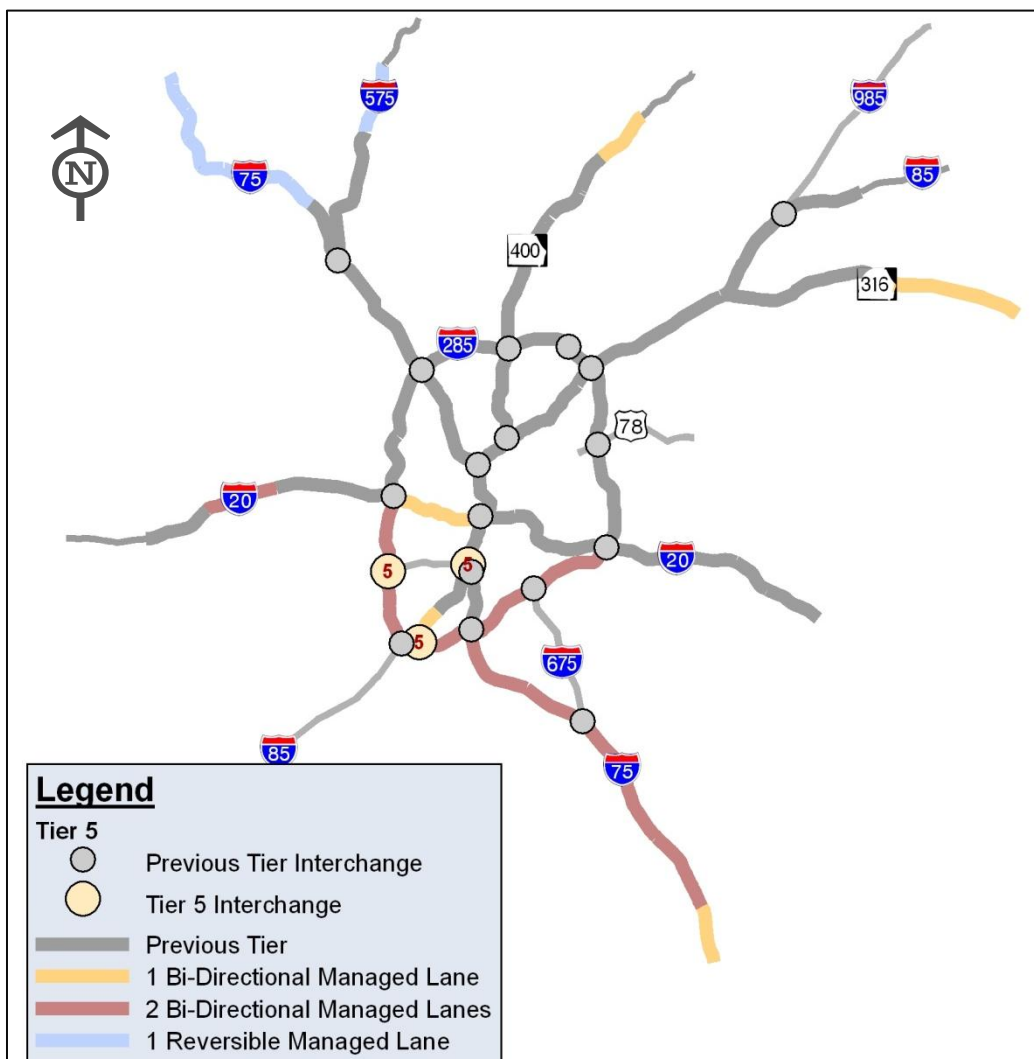 575
985
N
75
85
400
316
285
78
20
20
5
5
5
675
85
75
Legend
Tier 5
Previous Tier Interchange
Tier 5 Interchange
Previous Tier
1 Bi-Directional Managed Lane
2 Bi-Directional Managed Lanes
1 Reversible Managed Lane